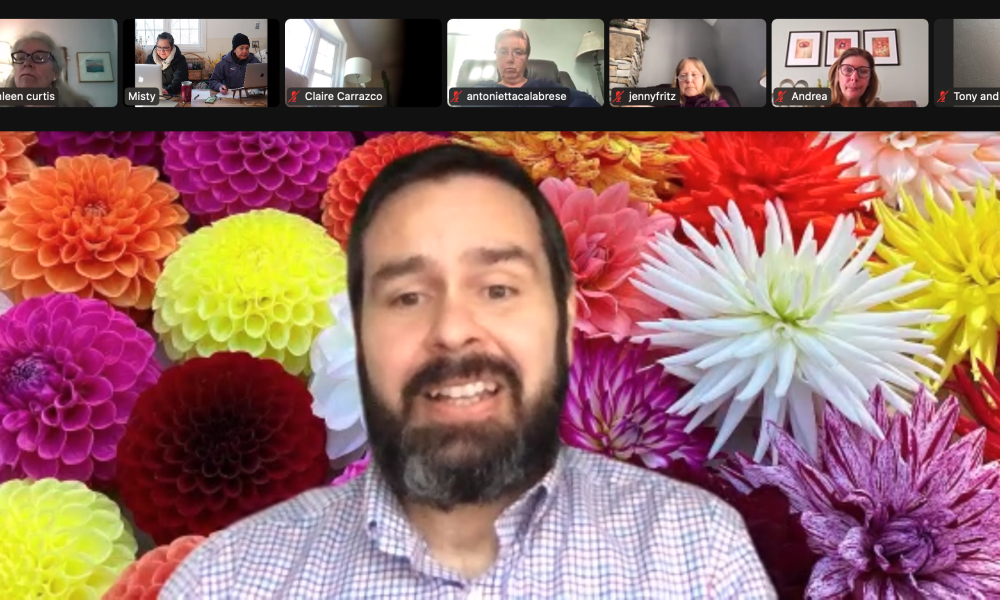 leen curtis
Misty
Claire Carrazco
antoniettacalabrese
jennyfritz
Andrea
Tony and